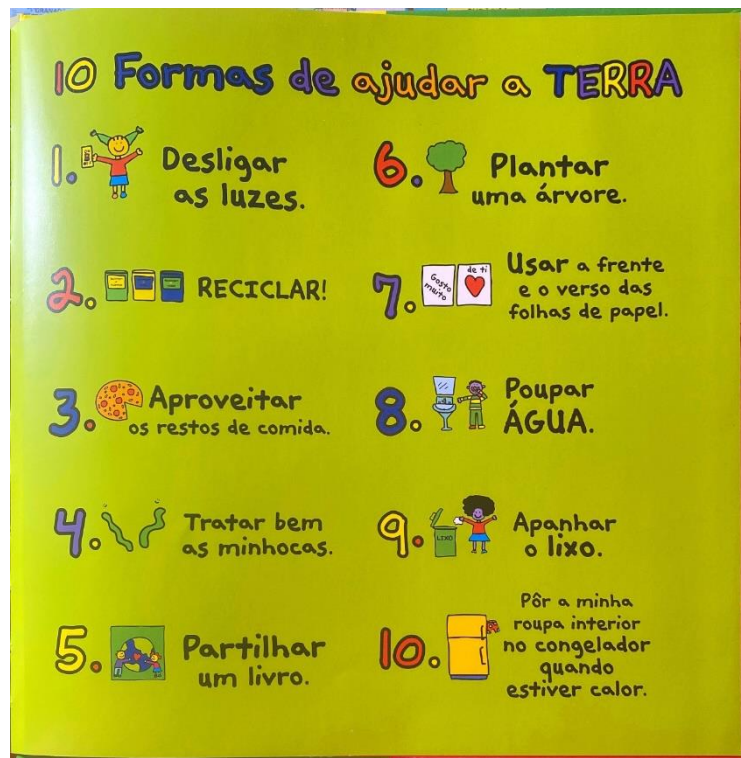 10 Formas de ajudar a TERRA
1. Desligar
as luzes.
2. RECICLAR!
3. Aproveitar
os restos de comida.
4. Tratar bem
as minhocas.
5. Partilhar
um livro.
6. Plantar
uma árvore.
7. Gosto
muito
de ti
Usar a frente
e o verso das
folhas de papel.
8. Poupar
ÁGUA.
9. LIXO
Apanhar
o lixo.
10. Pôr a minha
roupa interior
no congelador
quando
estiver calor.